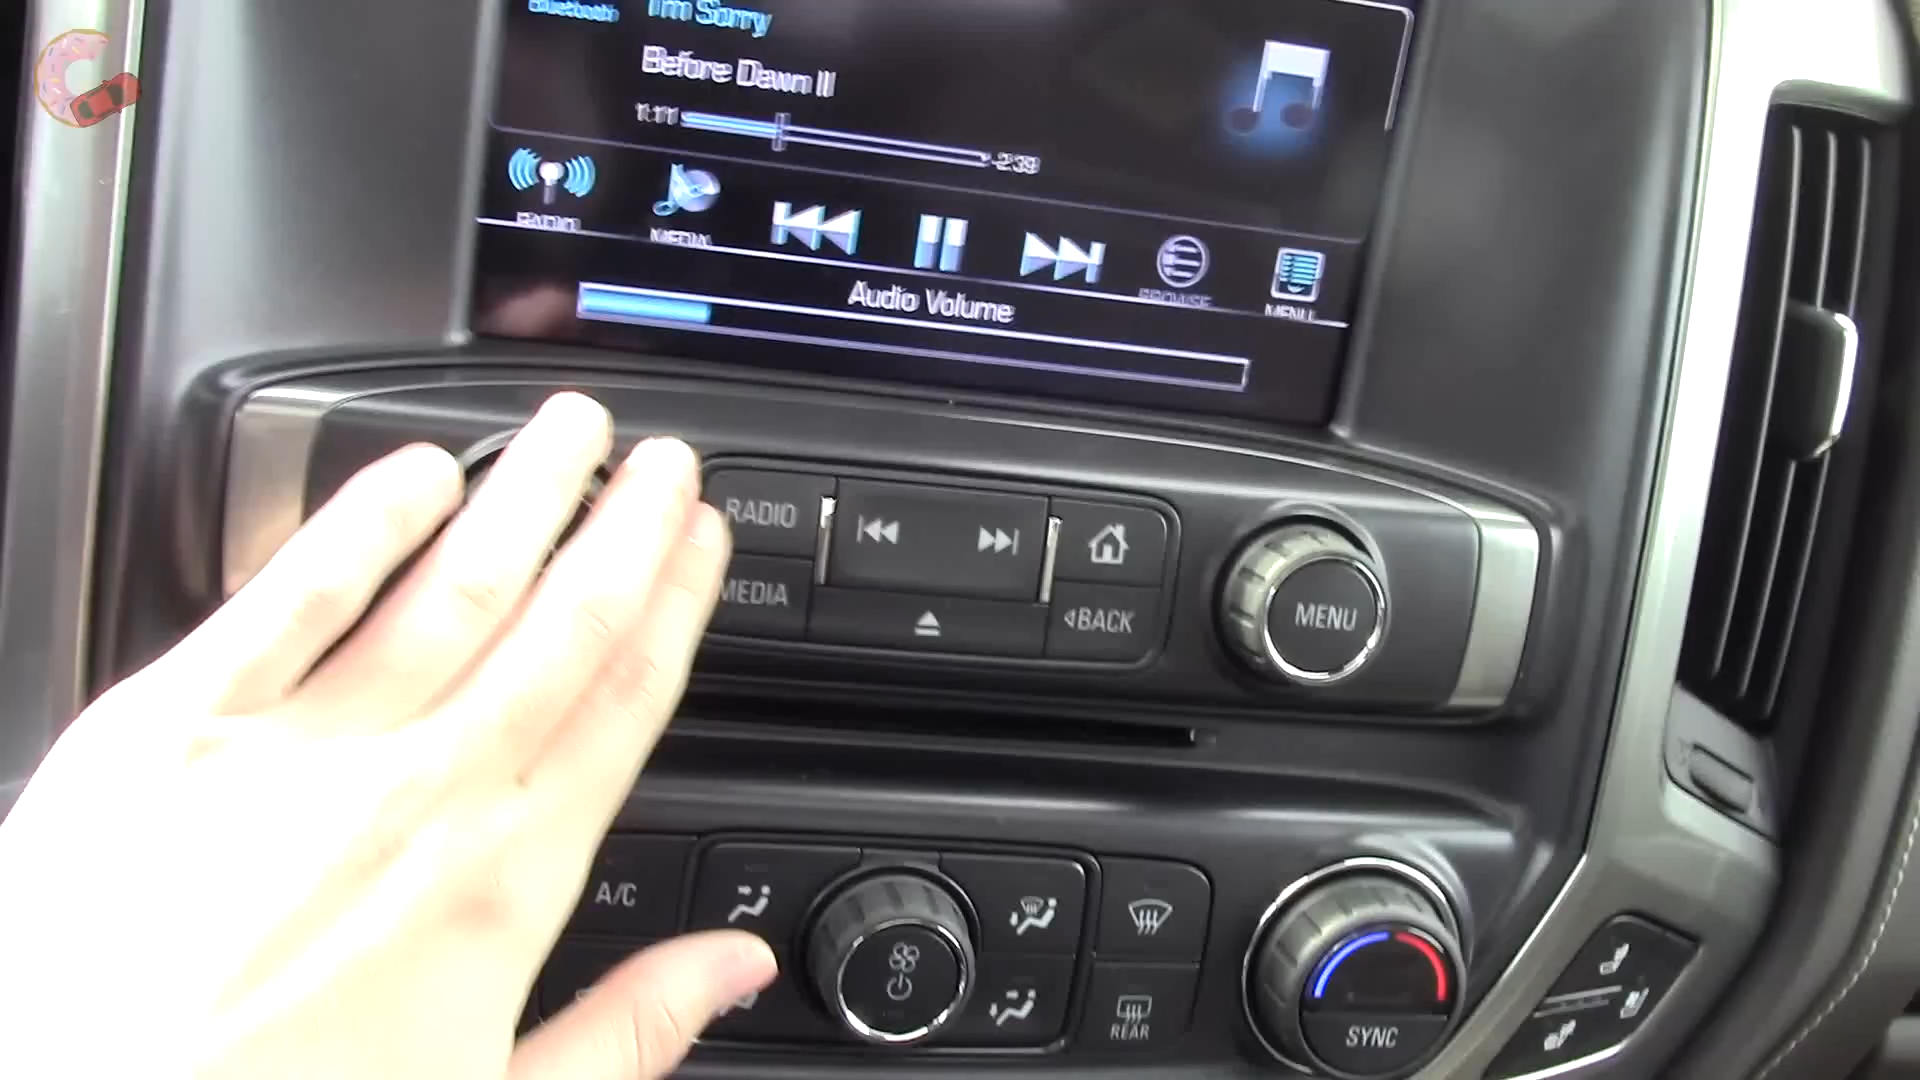 Bluetooth
I'm Sorry
Before Dawn II
1:11 -2:39
RADIO
MEDIA
BROWSE
MENU
Audio Volume
RADIO
MEDIA
BACK
MENU
A/C
REAR
SYNC